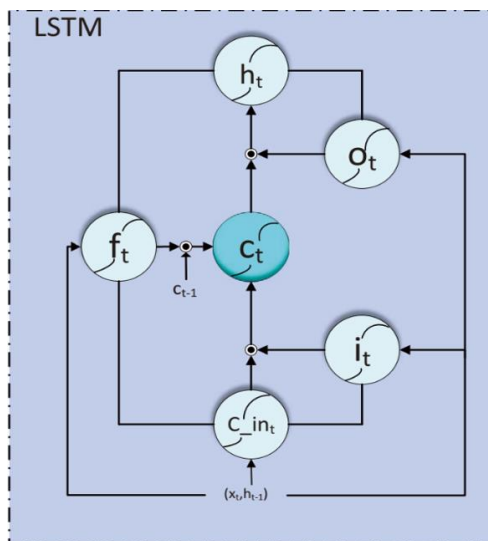 LSTM
hₜ
oₜ
fₜ
cₜ
cₜ₋₁
iₜ
C_inₜ
(xₜ,hₜ₋₁)